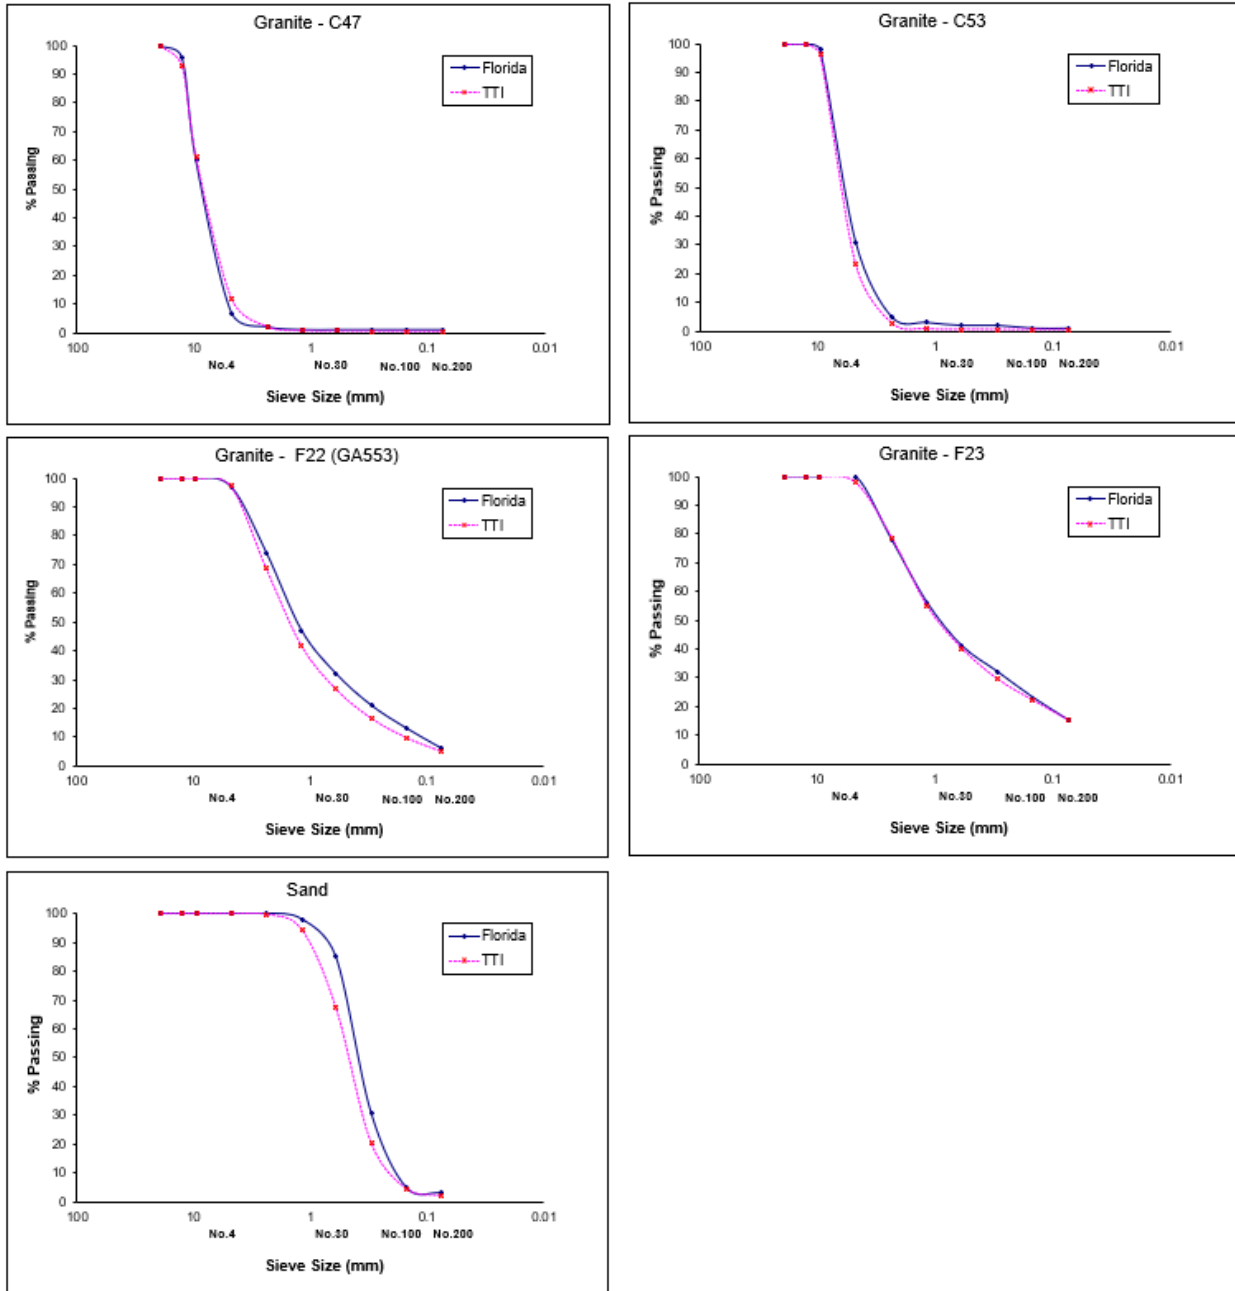 Granite - C47
100
90
80
70
60
50
40
30
20
10
0
% Passing
Florida
TTI
100
10
1
0.1
0.01
No.4
No.30
No.100
No.200
Sieve Size (mm)
Granite - C53
100
90
80
70
60
50
40
30
20
10
0
% Passing
Florida
TTI
100
10
1
0.1
0.01
No.4
No.30
No.100
No.200
Sieve Size (mm)
Granite - F22 (GA553)
100
90
80
70
60
50
40
30
20
10
0
% Passing
Florida
TTI
100
10
1
0.1
0.01
No.4
No.30
No.100
No.200
Sieve Size (mm)
Granite - F23
100
90
80
70
60
50
40
30
20
10
0
% Passing
Florida
TTI
100
10
1
0.1
0.01
No.4
No.30
No.100
No.200
Sieve Size (mm)
Sand
100
90
80
70
60
50
40
30
20
10
0
% Passing
Florida
TTI
100
10
1
0.1
0.01
No.4
No.30
No.100
No.200
Sieve Size (mm)